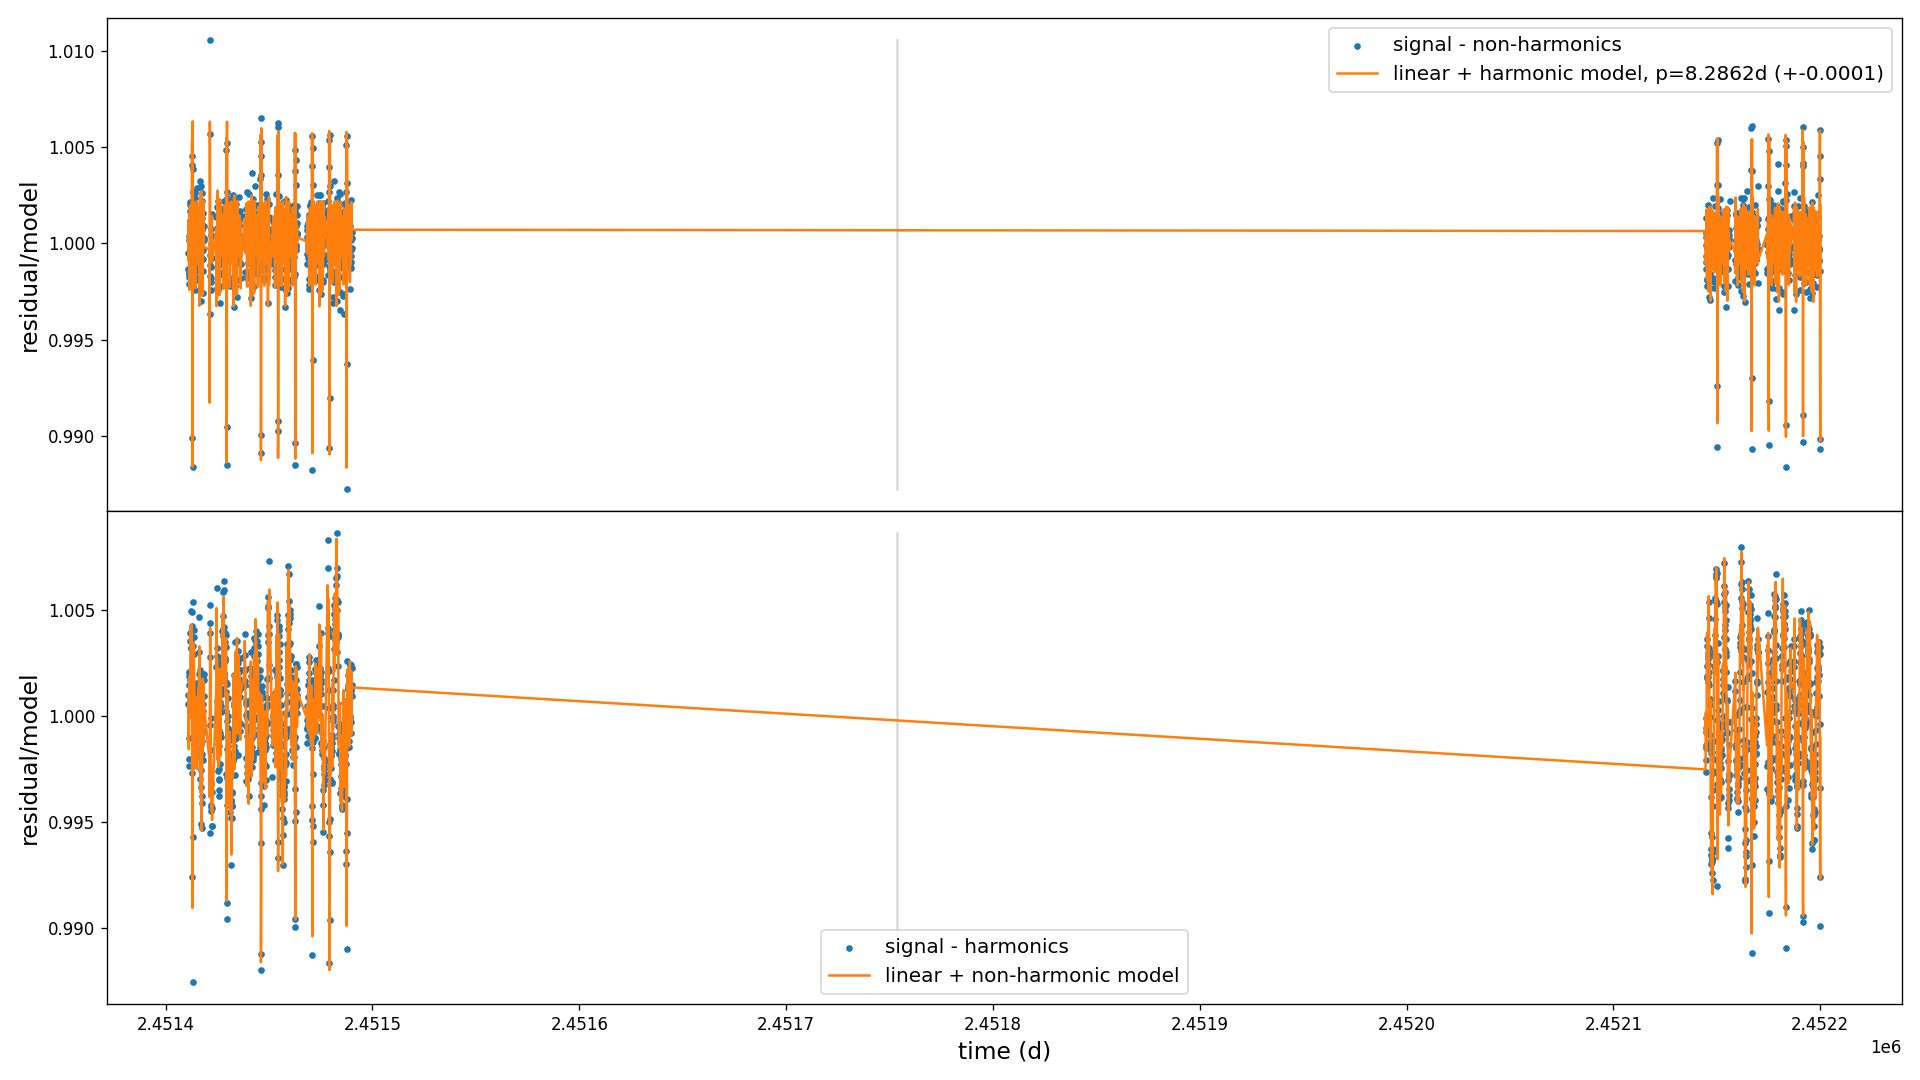 signal - non-harmonics
linear + harmonic model, p=8.2862d (+-0.0001)
1.010
1.005
1.000
0.995
0.990
residual/model
1.005
1.000
0.995
0.990
residual/model
signal - harmonics
linear + non-harmonic model
2.4514 2.4515 2.4516 2.4517 2.4518 2.4519 2.4520 2.4521 2.4522
1e6
time (d)